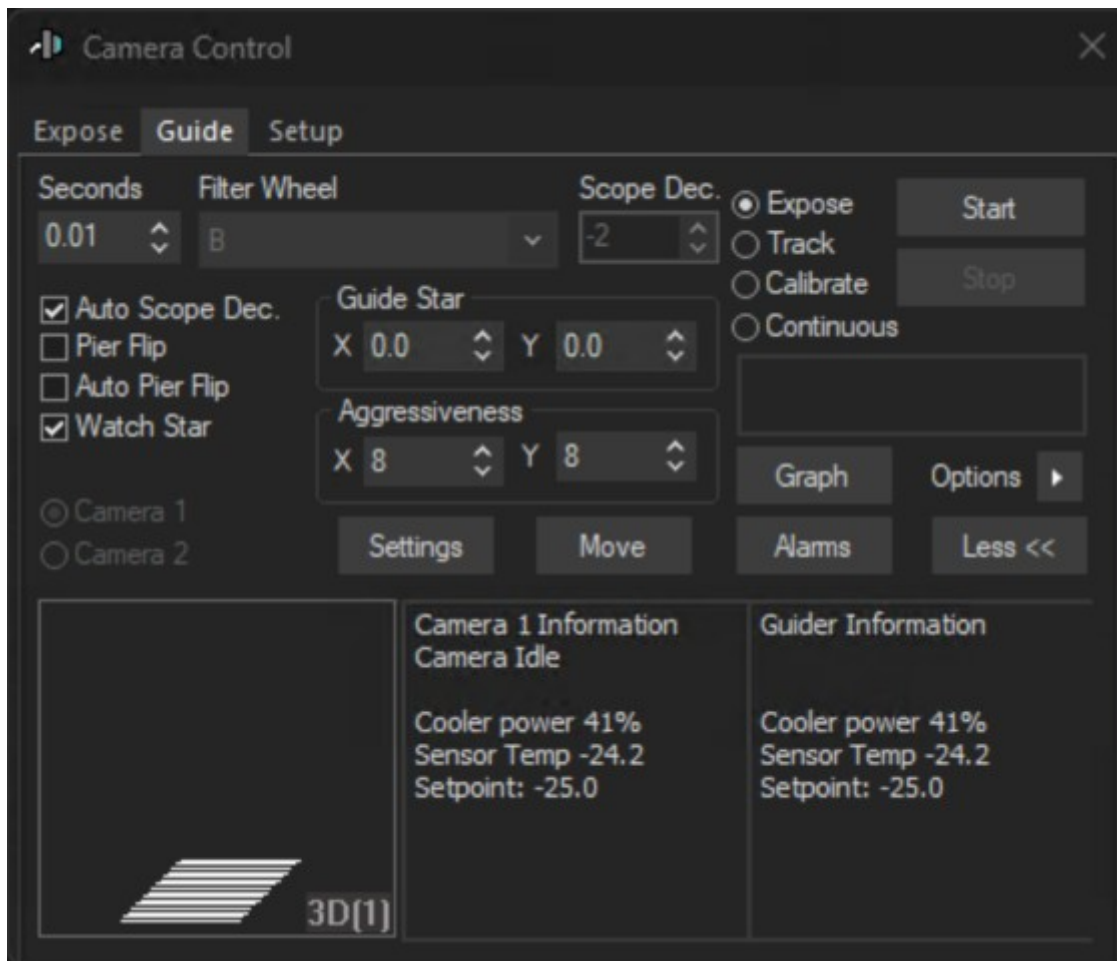 Camera Control
Expose Guide Setup
Seconds Filter Wheel Scope Dec.
0.01 B -2
Expose
Track
Calibrate
Continuous
Start
Stop
Auto Scope Dec.
Pier Flip
Auto Pier Flip
Watch Star
Guide Star
X 0.0 Y 0.0
Aggressiveness
X 8 Y 8
Graph Options
Camera 1
Camera 2
Settings Move Alarms Less <<
3D(1)
Camera 1 Information
Camera Idle
Cooler power 41%
Sensor Temp -24.2
Setpoint: -25.0
Guider Information
Cooler power 41%
Sensor Temp -24.2
Setpoint: -25.0